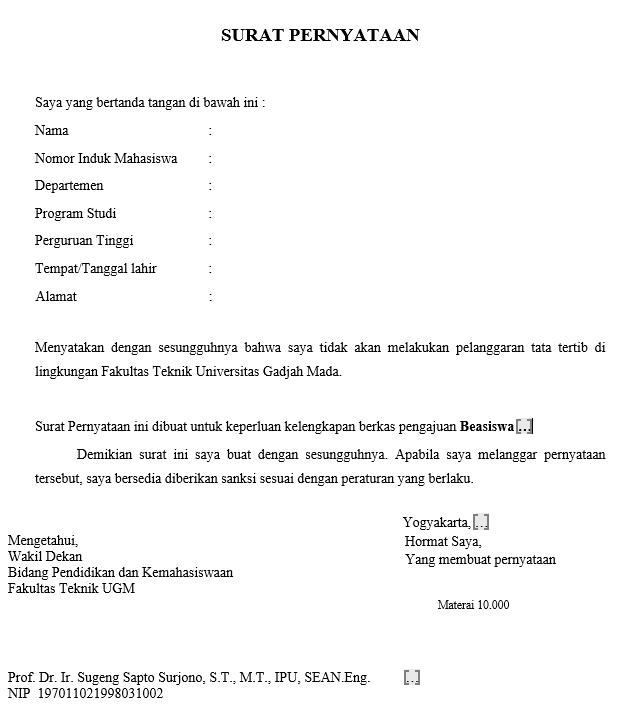 SURAT PERNYATAAN
Saya yang bertanda tangan di bawah ini :
Nama :
Nomor Induk Mahasiswa :
Departemen :
Program Studi :
Perguruan Tinggi :
Tempat/Tanggal lahir :
Alamat :
Menyatakan dengan sesungguhnya bahwa saya tidak akan melakukan pelanggaran tata tertib di
lingkungan Fakultas Teknik Universitas Gadjah Mada.
Surat Pernyataan ini dibuat untuk keperluan kelengkapan berkas pengajuan Beasiswa[...]
Demikian surat ini saya buat dengan sesungguhnya. Apabila saya melanggar pernyataan
tersebut, saya bersedia diberikan sanksi sesuai dengan peraturan yang berlaku.
Yogyakarta,[...]
Mengetahui,
Wakil Dekan
Bidang Pendidikan dan Kemahasiswaan
Fakultas Teknik UGM
Hormat Saya,
Yang membuat pernyataan
Materai 10.000
Prof. Dr. Ir. Sugeng Sapto Surjono, S.T., M.T., IPU, SEAN.Eng.
NIP 197011021998031002
[...]